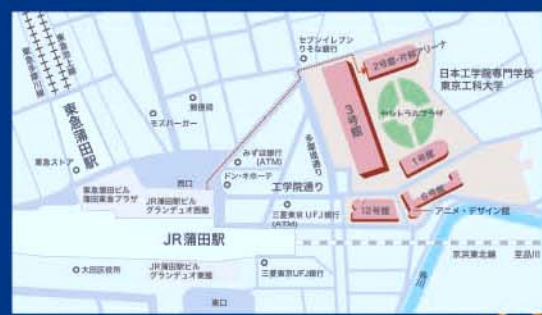 東急多摩川線
東急池上線
東急蒲田駅
東急ストア
モスバーガー
郵便局
セブンイレブン
りそな銀行
2号館・片柳アリーナ
日本工学院専門学校
東京工科大学
3号館
セントラルプラザ
多摩堤通り
みずほ銀行
(ATM)
ドン・キホーテ
工学院通り
1号館
西口
東急蒲田ビル
蒲田東急プラザ
JR蒲田駅ビル
グランデュオ西館
三菱東京UFJ銀行
(ATM)
12号館
アニメ・デザイン館
JR蒲田駅
京浜東北線
至品川
大田区役所
JR蒲田駅ビル
グランデュオ東館
三菱東京UFJ銀行
呑川
東口